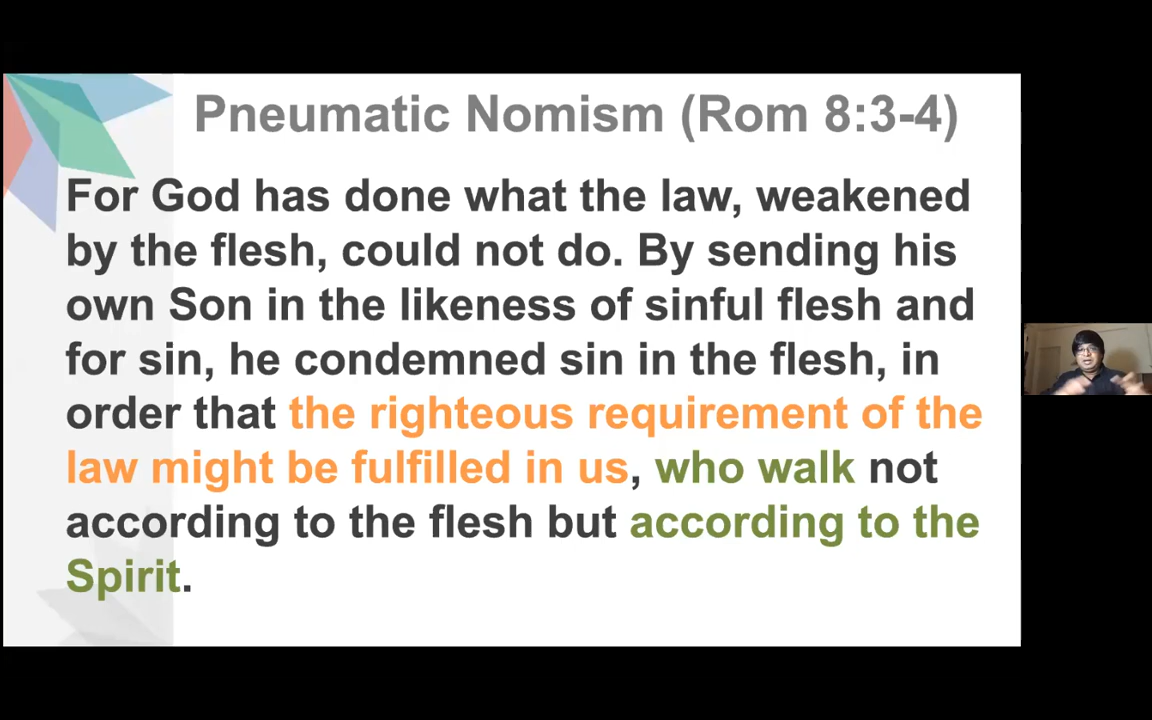 Pneumatic Nomism (Rom 8:3-4)
For God has done what the law, weakened
by the flesh, could not do. By sending his
own Son in the likeness of sinful flesh and
for sin, he condemned sin in the flesh, in
order that the righteous requirement of the
law might be fulfilled in us, who walk not
according to the flesh but according to the
Spirit.